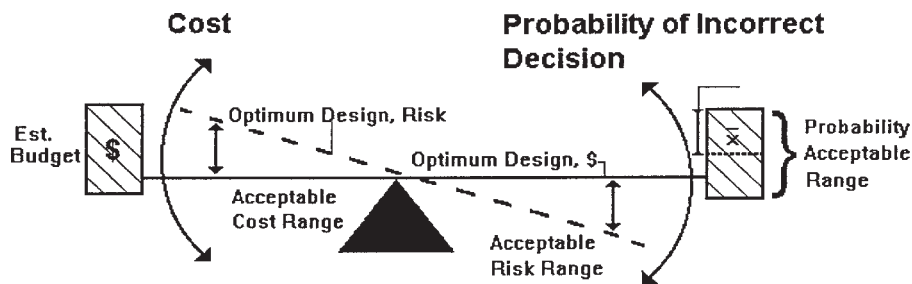 Cost
Probability of Incorrect
Decision
Est.
Budget
$
Optimum Design, Risk
Optimum Design, $
Acceptable
Cost Range
Acceptable
Risk Range
x̄
Probability
Acceptable
Range